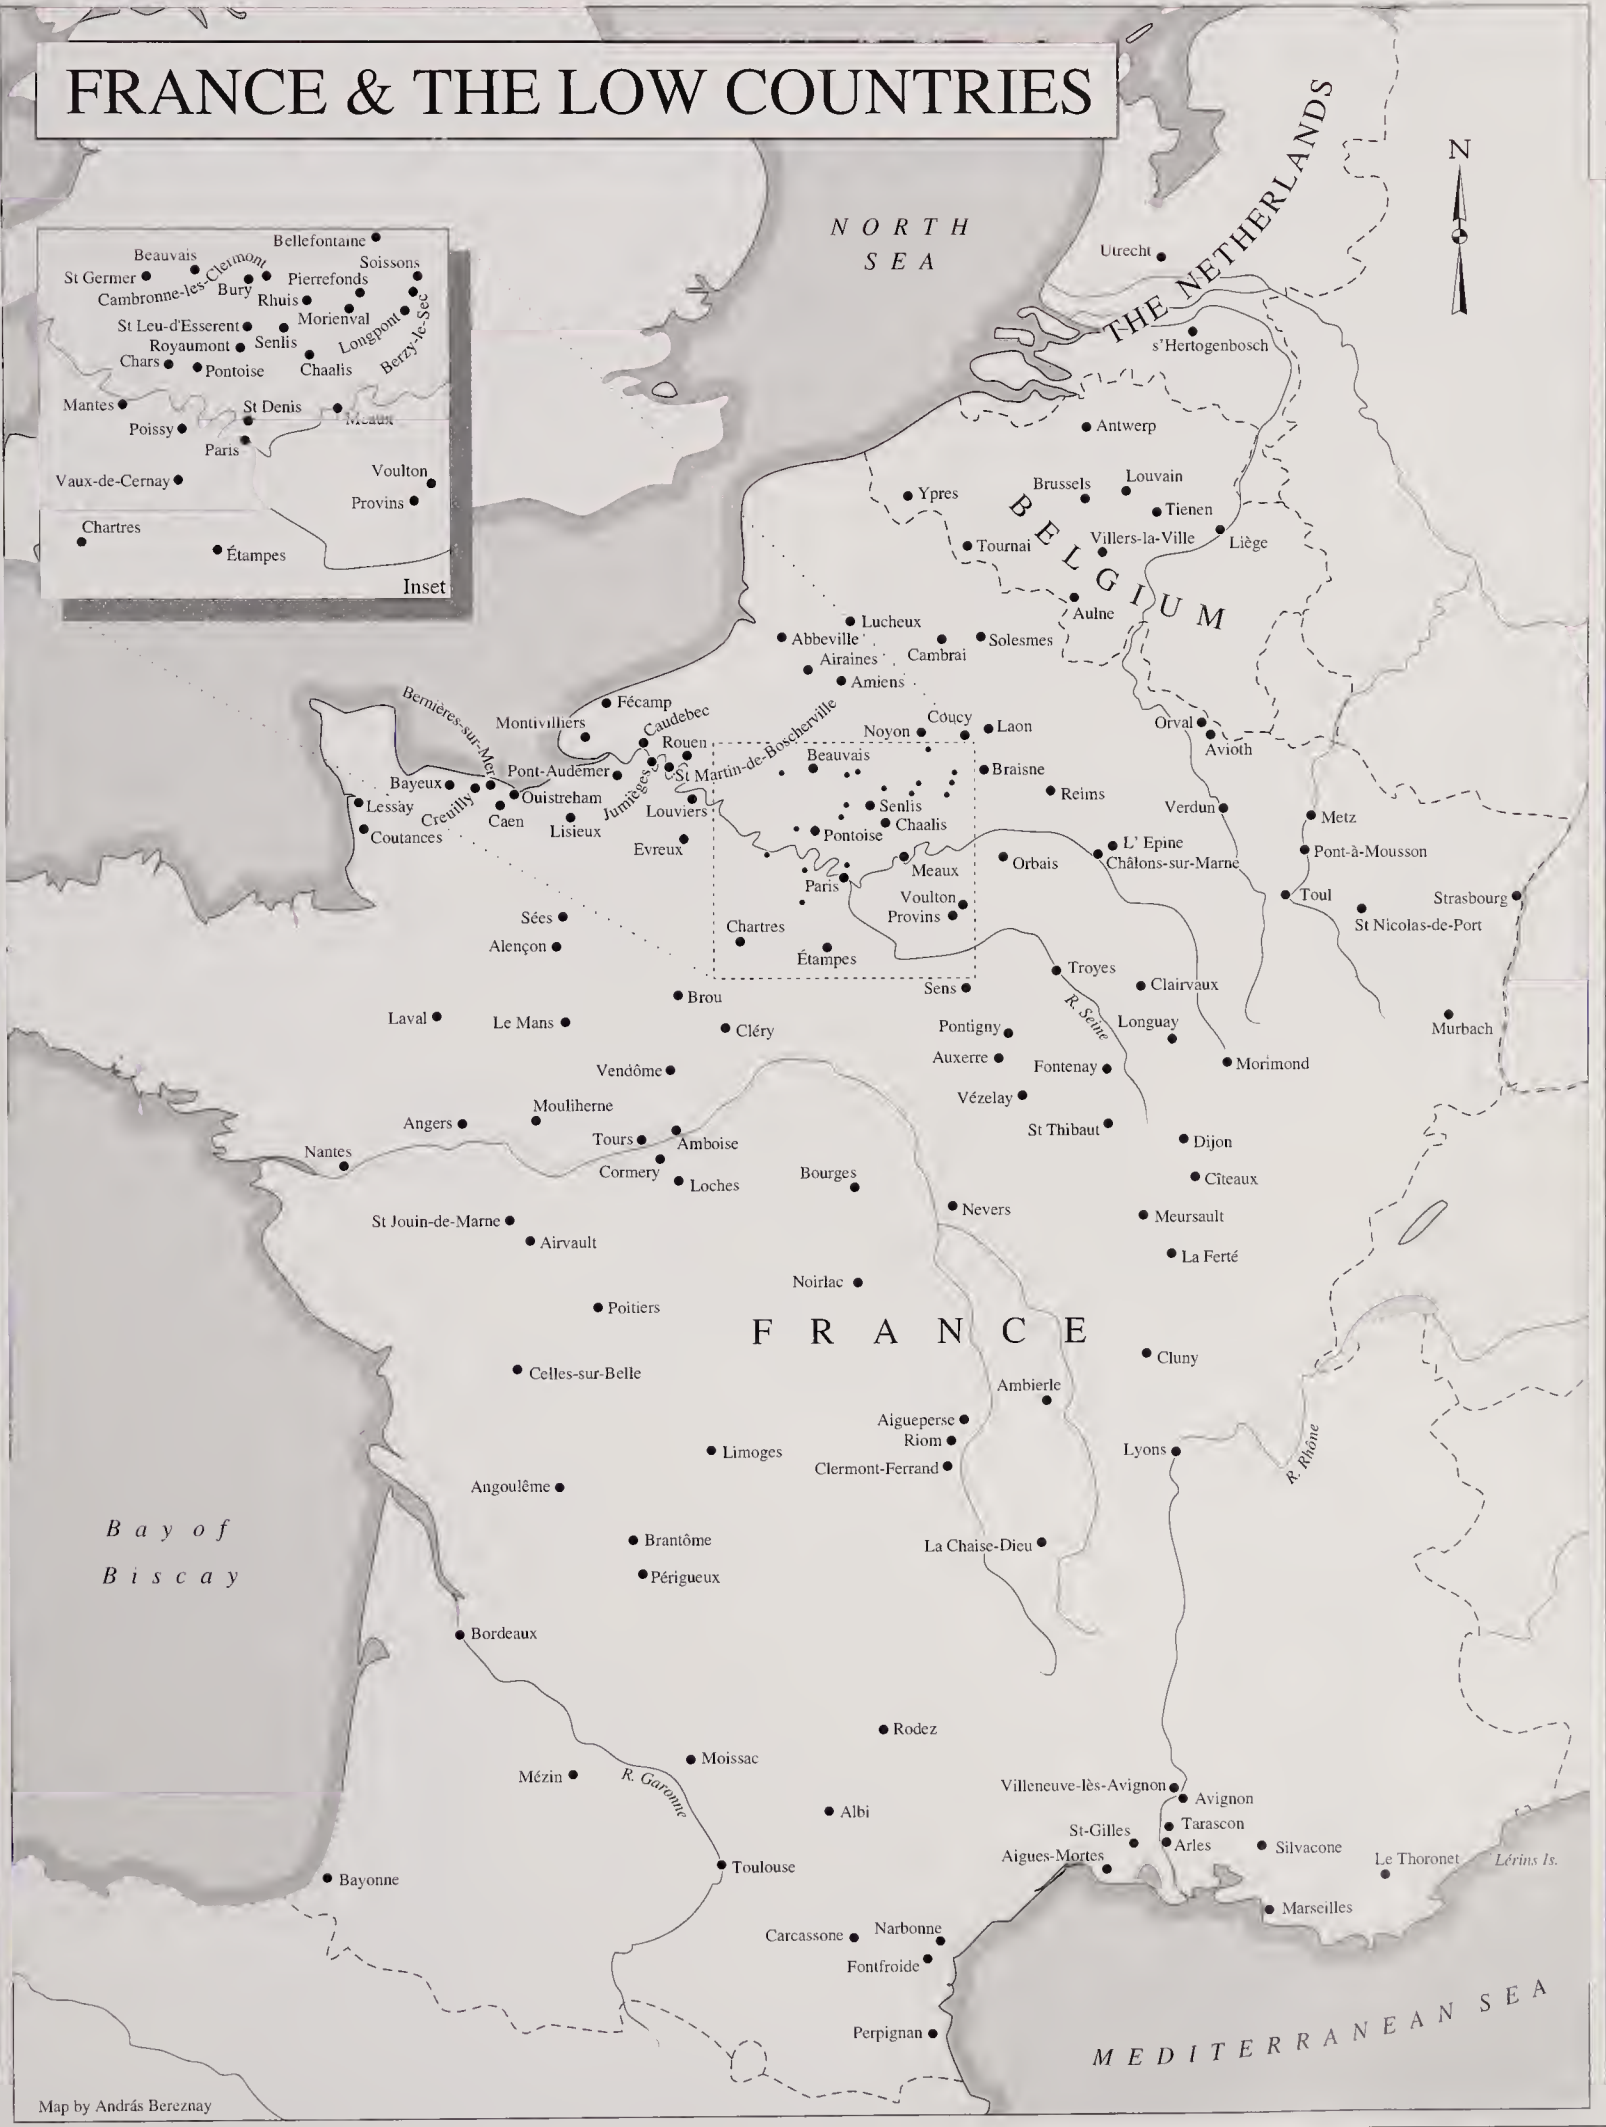 FRANCE & THE LOW COUNTRIES
N
NORTH
SEA
THE NETHERLANDS
Utrecht
s'Hertogenbosch
Bellefontaine
Beauvais
Soissons
St Germer
Cambronne-les-Clermont
Bury
Pierrefonds
Rhuis
Morienval
Longpont
Berzy-le-Sec
St Leu-d'Esserent
Royaumont
Senlis
Chars
Pontoise
Chaalis
Mantes
St Denis
Meaux
Poissy
Paris
Vaux-de-Cernay
Voulton
Provins
Chartres
Étampes
Inset
Antwerp
Ypres
Brussels
Louvain
Tienen
BELGIUM
Tournai
Villers-la-Ville
Liège
Aulne
Lucheux
Abbeville
Cambrai
Solesmes
Airaines
Amiens
Bernières-sur-Mer
Fécamp
Montivilliers
Caudebec
Rouen
St Martin-de-Boscherville
Noyon
Coucy
Laon
Orval
Avioth
Bayeux
Pont-Audemer
Jumièges
Beauvais
Braisne
Lessay
Creuilly
Ouistreham
Louviers
Senlis
Reims
Verdun
Metz
Coutances
Caen
Lisieux
Evreux
Pontoise
Chaalis
L' Epine
Châlons-sur-Marne
Pont-à-Mousson
Paris
Meaux
Orbais
Voulton
Provins
Toul
Strasbourg
St Nicolas-de-Port
Sées
Chartres
Alençon
Étampes
Troyes
Sens
Clairvaux
Brou
R. Seine
Laval
Le Mans
Cléry
Pontigny
Longuay
Murbach
Auxerre
Fontenay
Morimond
Vendôme
Vézelay
Mouliherne
Angers
St Thibaut
Tours
Amboise
Dijon
Nantes
Cormery
Loches
Bourges
Cîteaux
Nevers
Meursault
St Jouin-de-Marne
Airvault
La Ferté
Noirlac
Poitiers
FRANCE
Cluny
Celles-sur-Belle
Ambierle
Aigueperse
Riom
Limoges
Lyons
R. Rhône
Clermont-Ferrand
Angoulême
Bay of
Biscay
Brantôme
La Chaise-Dieu
Périgueux
Bordeaux
Rodez
Moissac
Mézin
R. Garonne
Villeneuve-lès-Avignon
Avignon
Albi
Tarascon
St-Gilles
Arles
Silvacone
Aigues-Mortes
Le Thoronet
Lérins Is.
Toulouse
Bayonne
Marseilles
Carcassone
Narbonne
Fontfroide
Perpignan
MEDITERRANEAN SEA
Map by András Bereznay